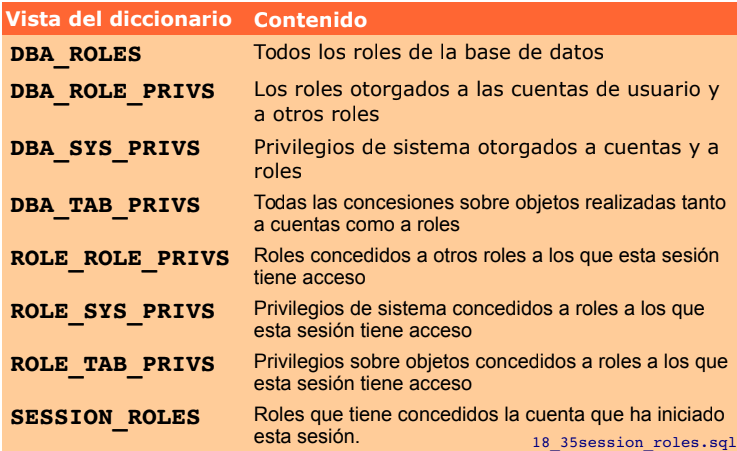 Vista del diccionario Contenido
DBA_ROLES Todos los roles de la base de datos
DBA_ROLE_PRIVS Los roles otorgados a las cuentas de usuario y
a otros roles
DBA_SYS_PRIVS Privilegios de sistema otorgados a cuentas y a
roles
DBA_TAB_PRIVS Todas las concesiones sobre objetos realizadas tanto
a cuentas como a roles
ROLE_ROLE_PRIVS Roles concedidos a otros roles a los que esta sesión
tiene acceso
ROLE_SYS_PRIVS Privilegios de sistema concedidos a roles a los que
esta sesión tiene acceso
ROLE_TAB_PRIVS Privilegios sobre objetos concedidos a roles a los que
esta sesión tiene acceso
SESSION_ROLES Roles que tiene concedidos la cuenta que ha iniciado
esta sesión.
18_35session_roles.sql